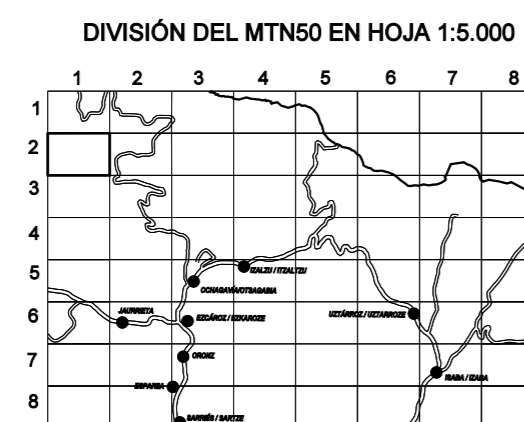 DIVISIÓN DEL MTN50 EN HOJA 1:5.000
1 2 3 4 5 6 7 8
1
2
3
4
5
6
7
8
IZALZU / ITZALTZU
OCHAGAVÍA/OTSAGABIA
JAURRIETA
EZCÁROZ / EZKAROZE
UZTÁRROZ / UZTARROZE
ORONZ
ISABA / IZABA
ESPARZA
SARRIÉS / SARTZE